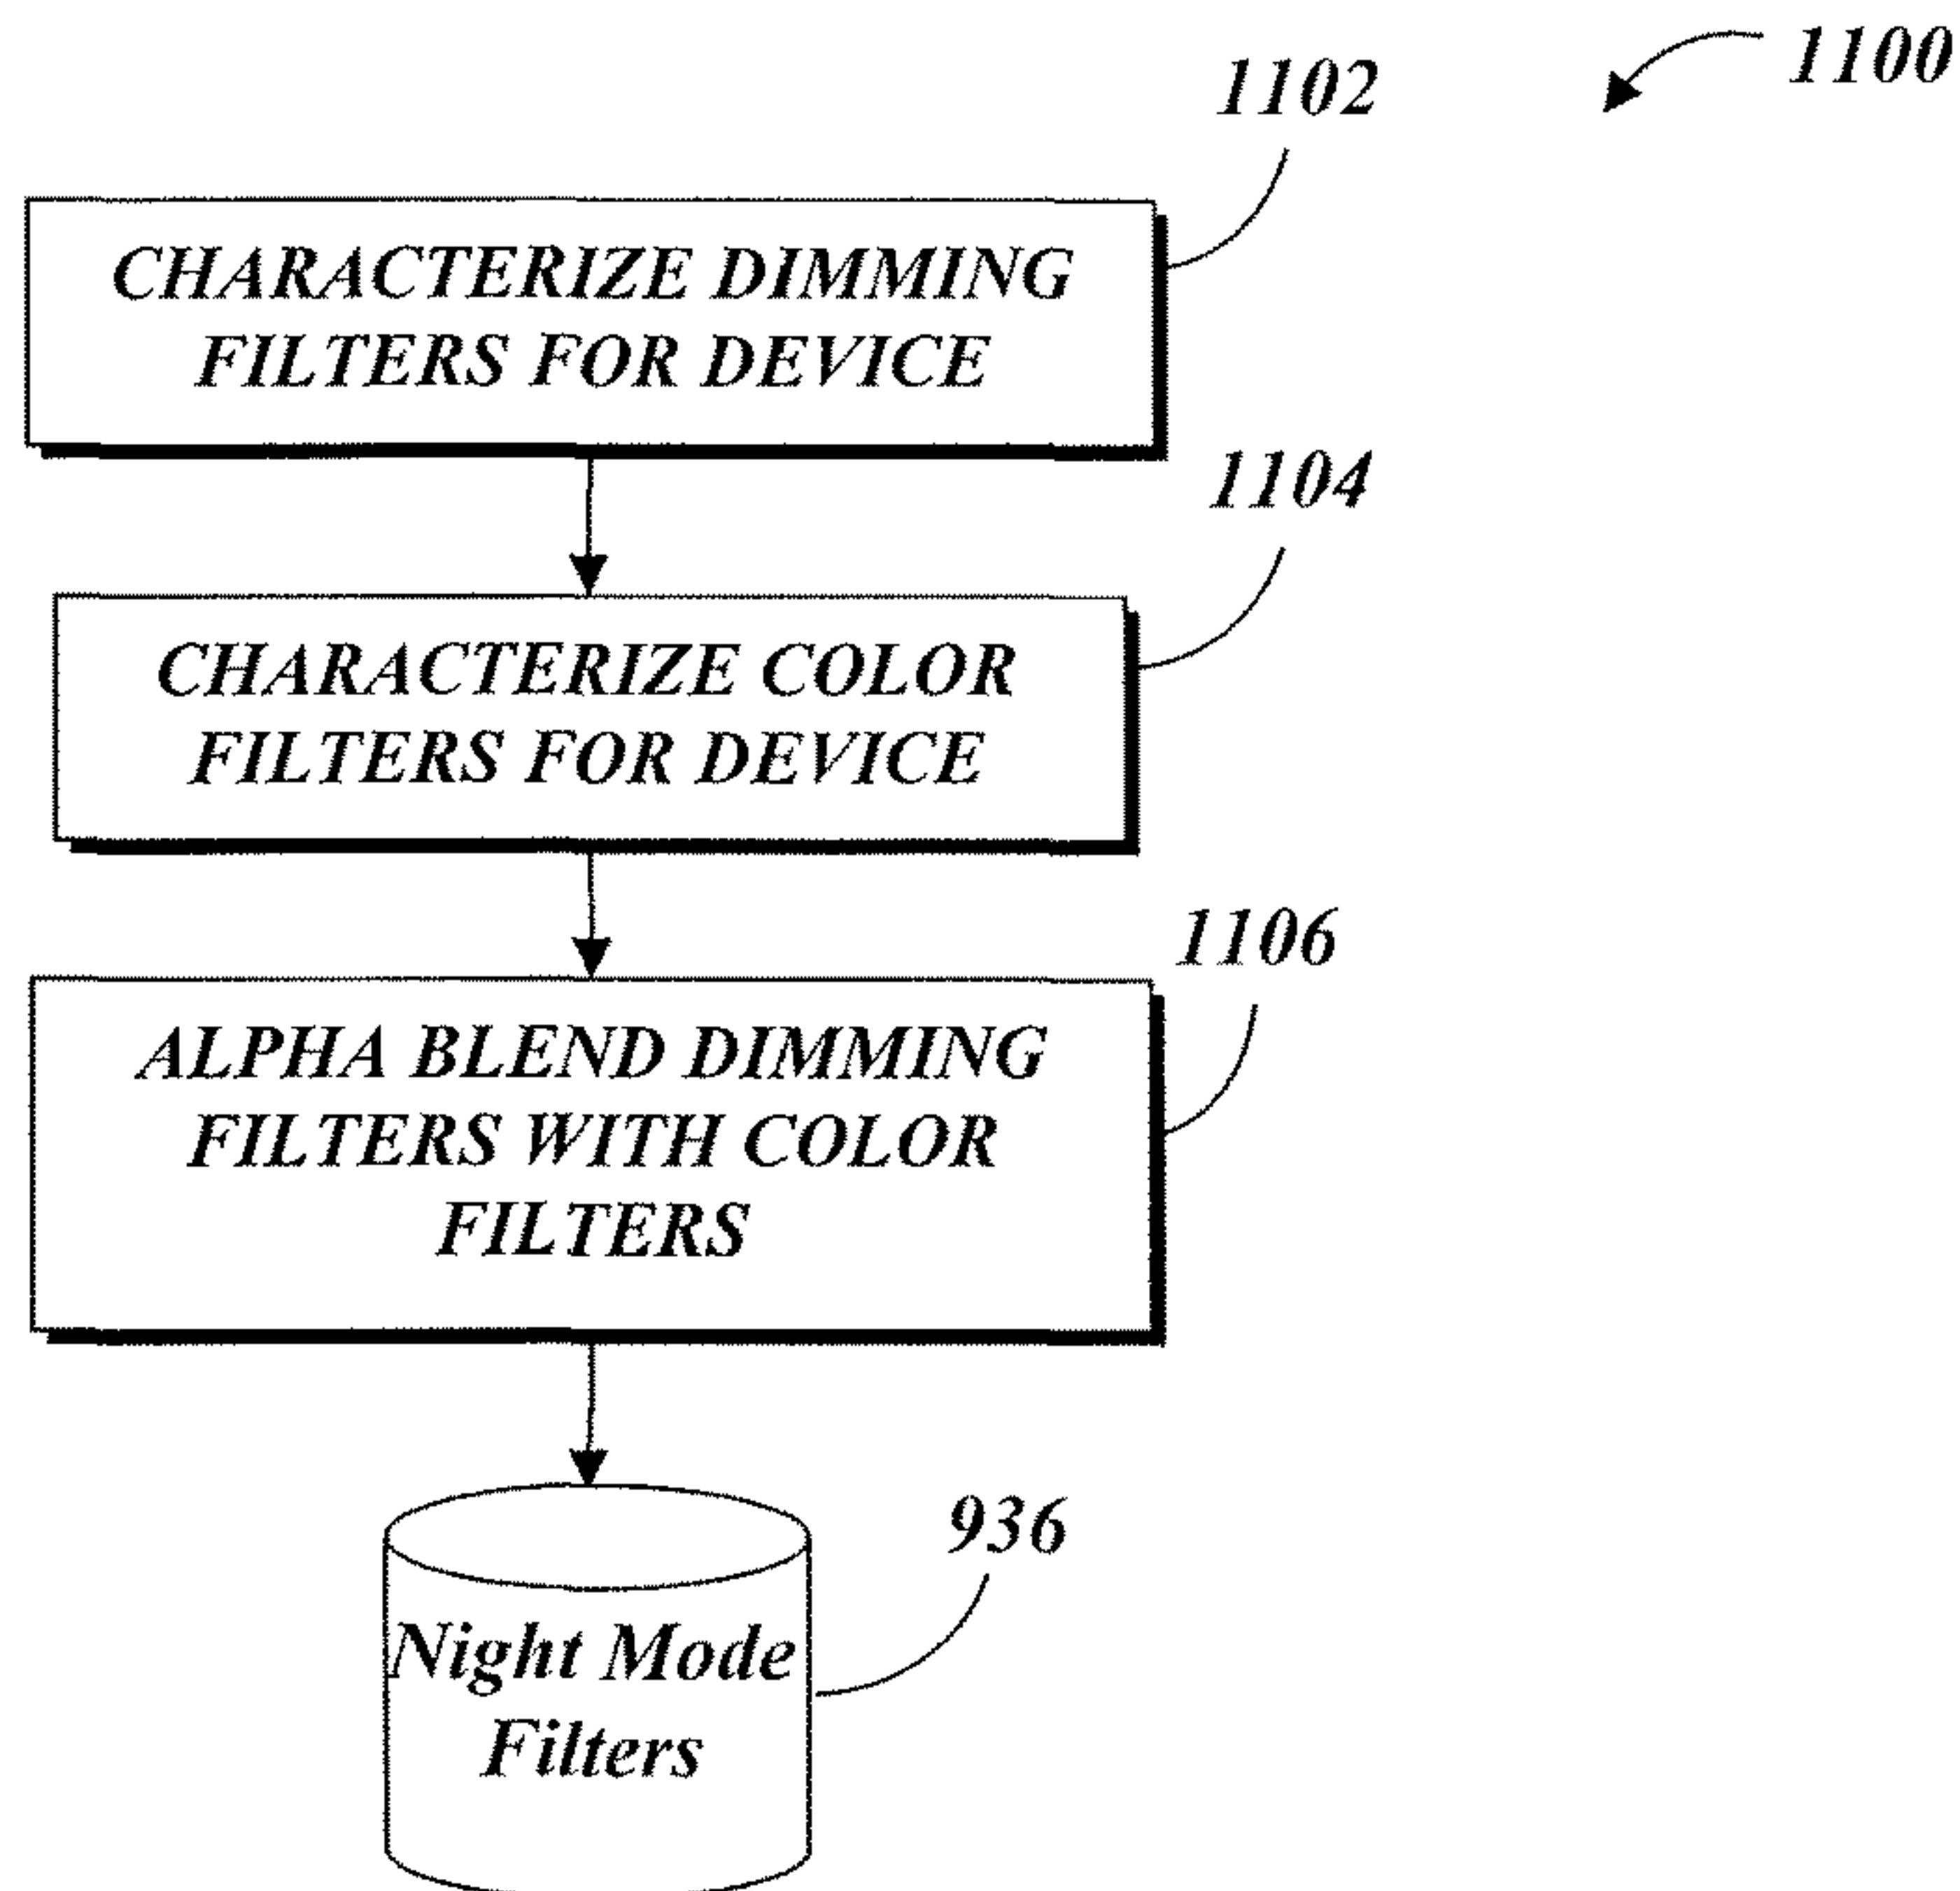 1100
1102
CHARACTERIZE DIMMING
FILTERS FOR DEVICE
1104
CHARACTERIZE COLOR
FILTERS FOR DEVICE
1106
ALPHA BLEND DIMMING
FILTERS WITH COLOR
FILTERS
936
Night Mode
Filters